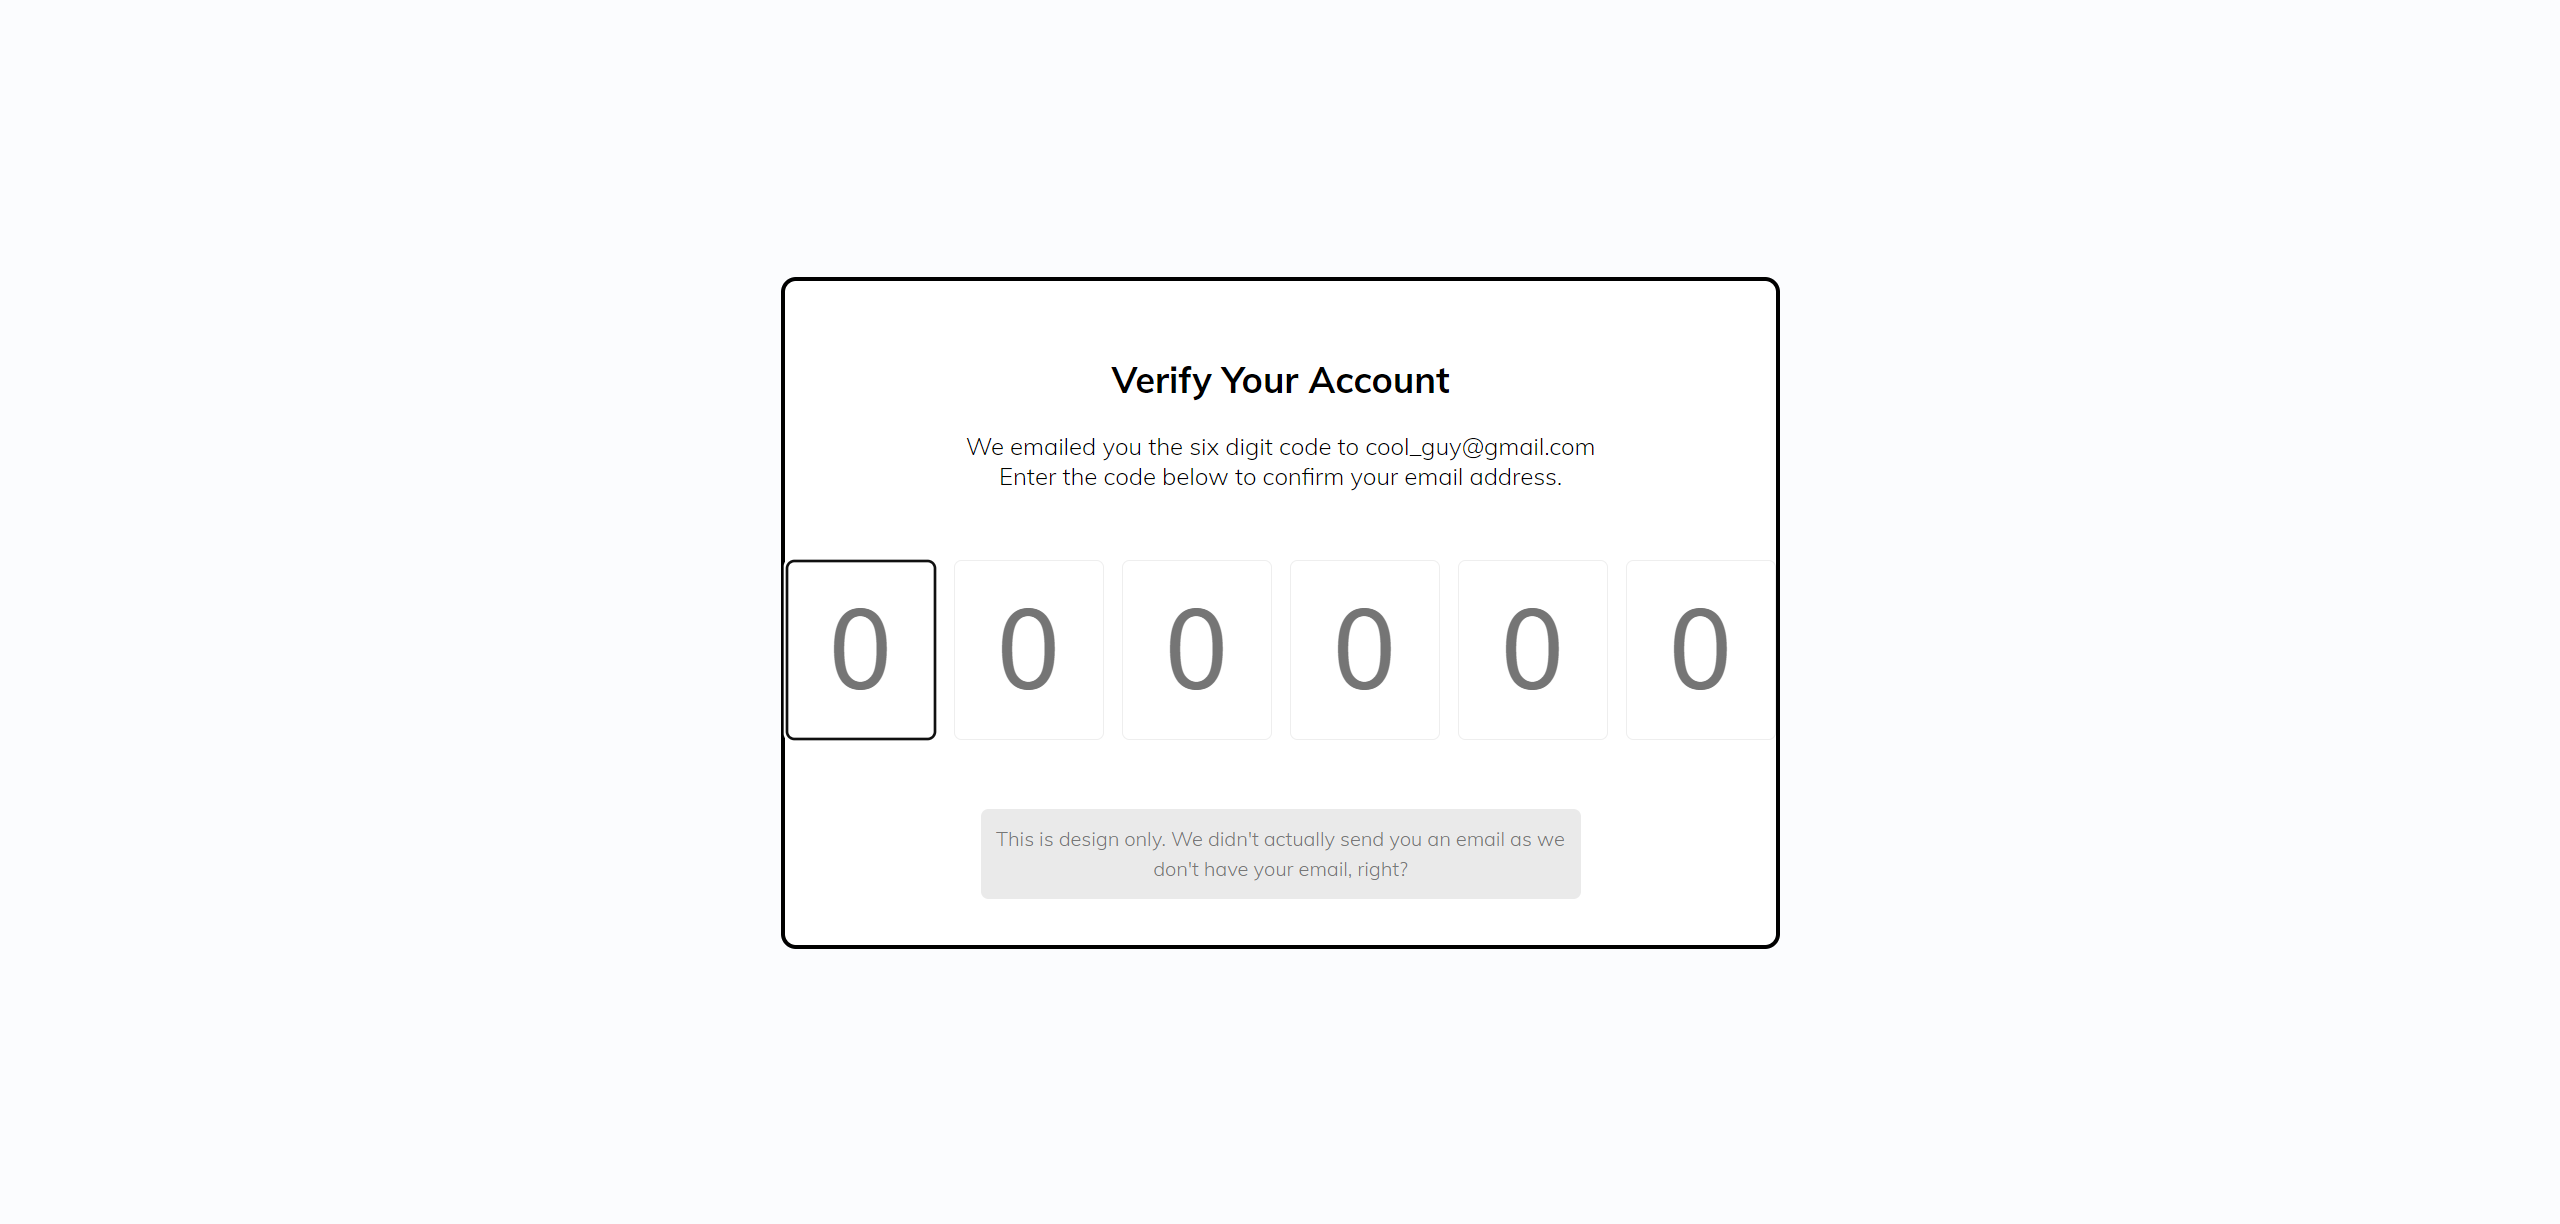 Verify Your Account
We emailed you the six digit code to cool_guy@gmail.com
Enter the code below to confirm your email address.
0 0 0 0 0 0
This is design only. We didn't actually send you an email as we
don't have your email, right?